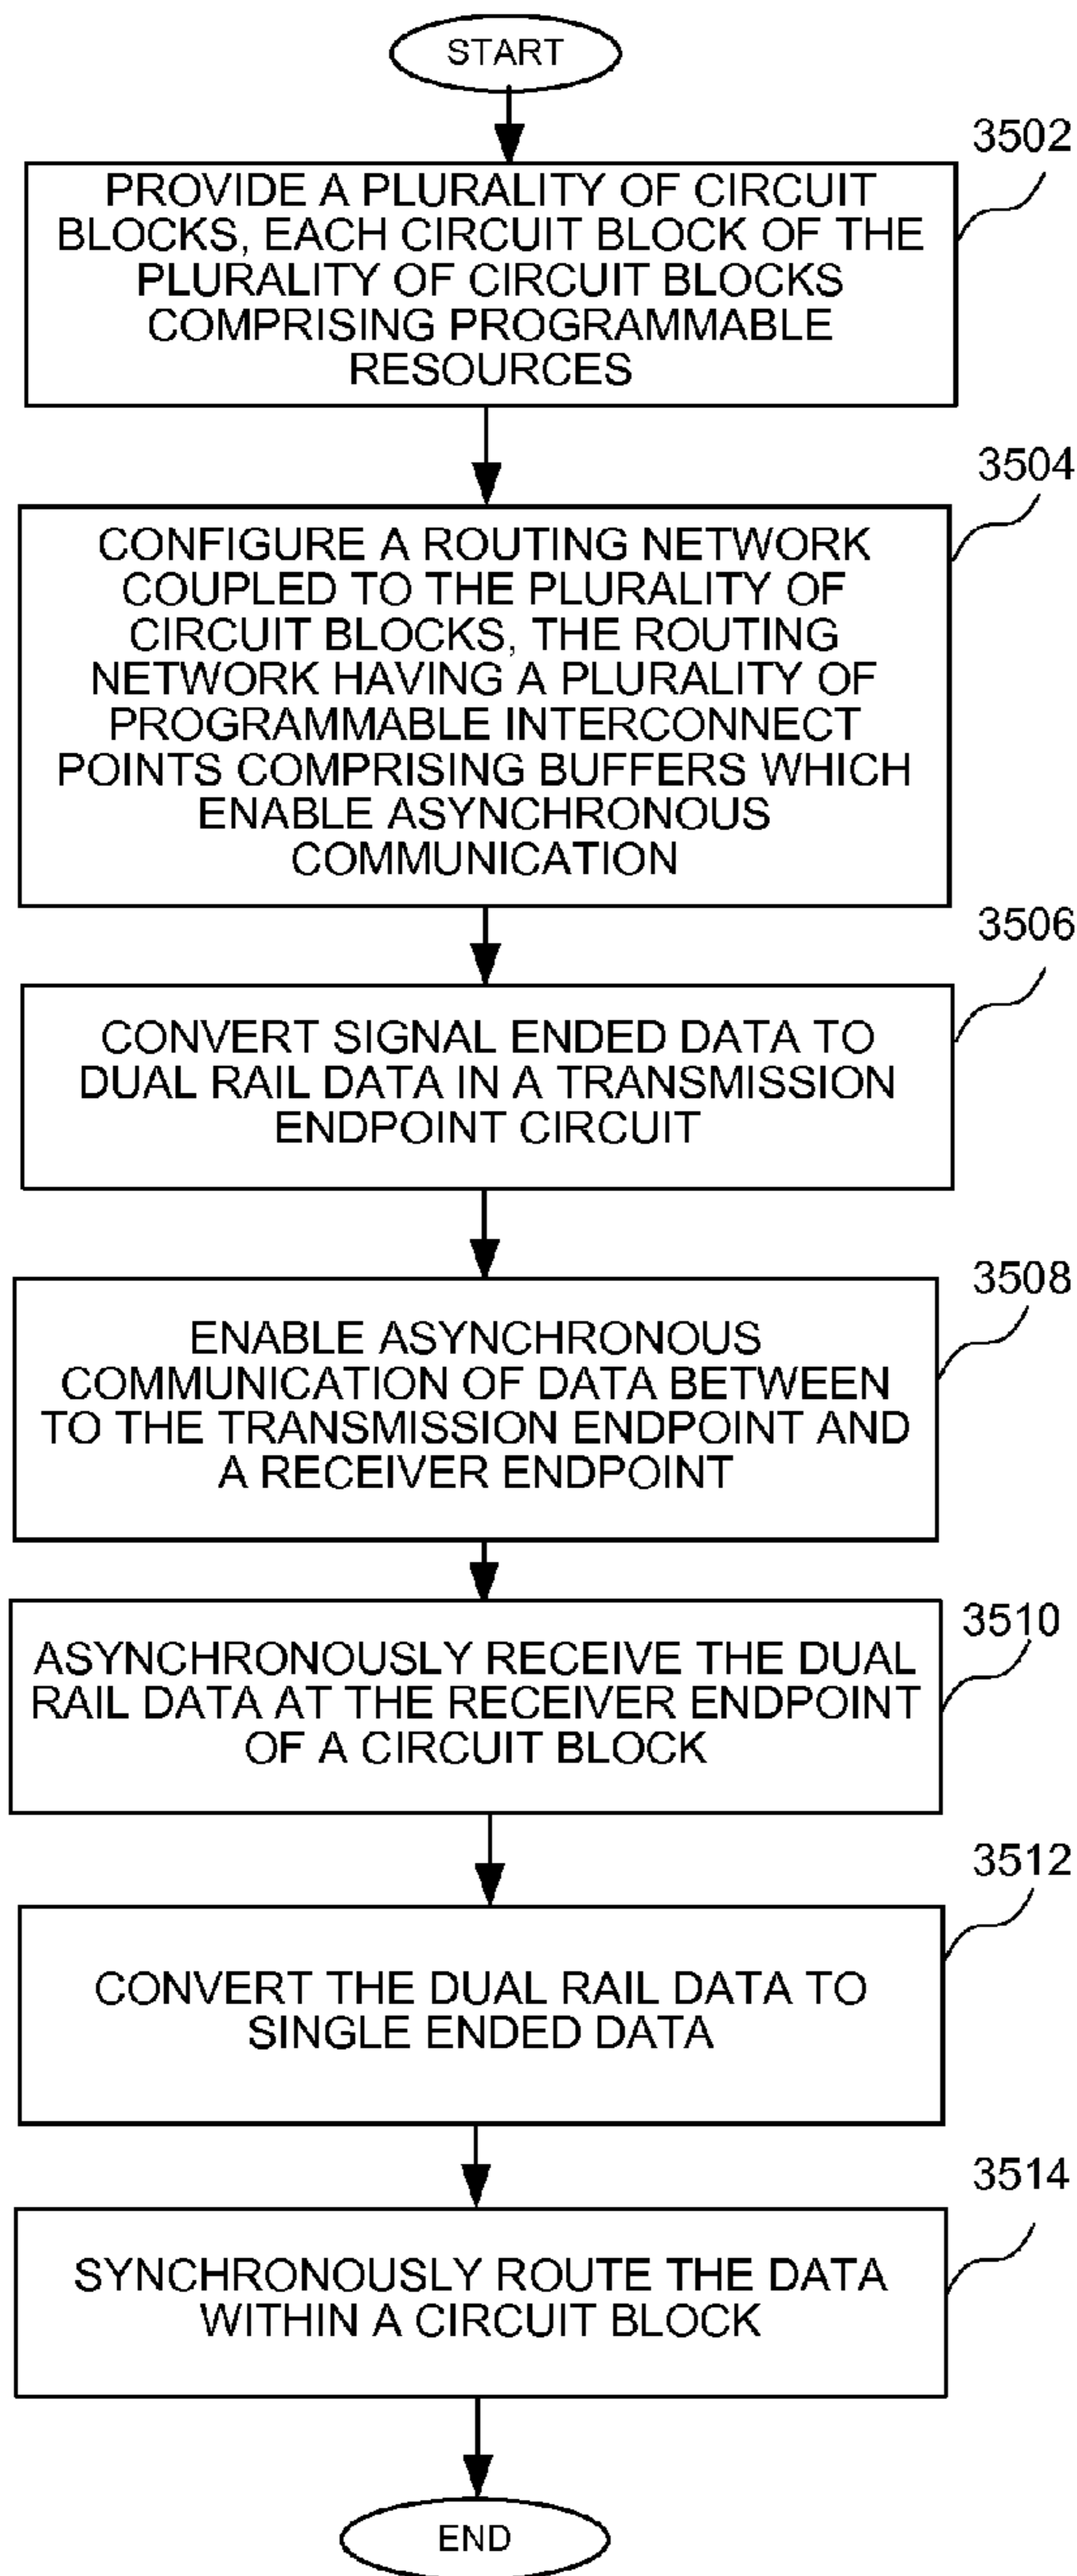 START
3502
PROVIDE A PLURALITY OF CIRCUIT
BLOCKS, EACH CIRCUIT BLOCK OF THE
PLURALITY OF CIRCUIT BLOCKS
COMPRISING PROGRAMMABLE
RESOURCES
3504
CONFIGURE A ROUTING NETWORK
COUPLED TO THE PLURALITY OF
CIRCUIT BLOCKS, THE ROUTING
NETWORK HAVING A PLURALITY OF
PROGRAMMABLE INTERCONNECT
POINTS COMPRISING BUFFERS WHICH
ENABLE ASYNCHRONOUS
COMMUNICATION
3506
CONVERT SIGNAL ENDED DATA TO
DUAL RAIL DATA IN A TRANSMISSION
ENDPOINT CIRCUIT
3508
ENABLE ASYNCHRONOUS
COMMUNICATION OF DATA BETWEEN
TO THE TRANSMISSION ENDPOINT AND
A RECEIVER ENDPOINT
3510
ASYNCHRONOUSLY RECEIVE THE DUAL
RAIL DATA AT THE RECEIVER ENDPOINT
OF A CIRCUIT BLOCK
3512
CONVERT THE DUAL RAIL DATA TO
SINGLE ENDED DATA
3514
SYNCHRONOUSLY ROUTE THE DATA
WITHIN A CIRCUIT BLOCK
END